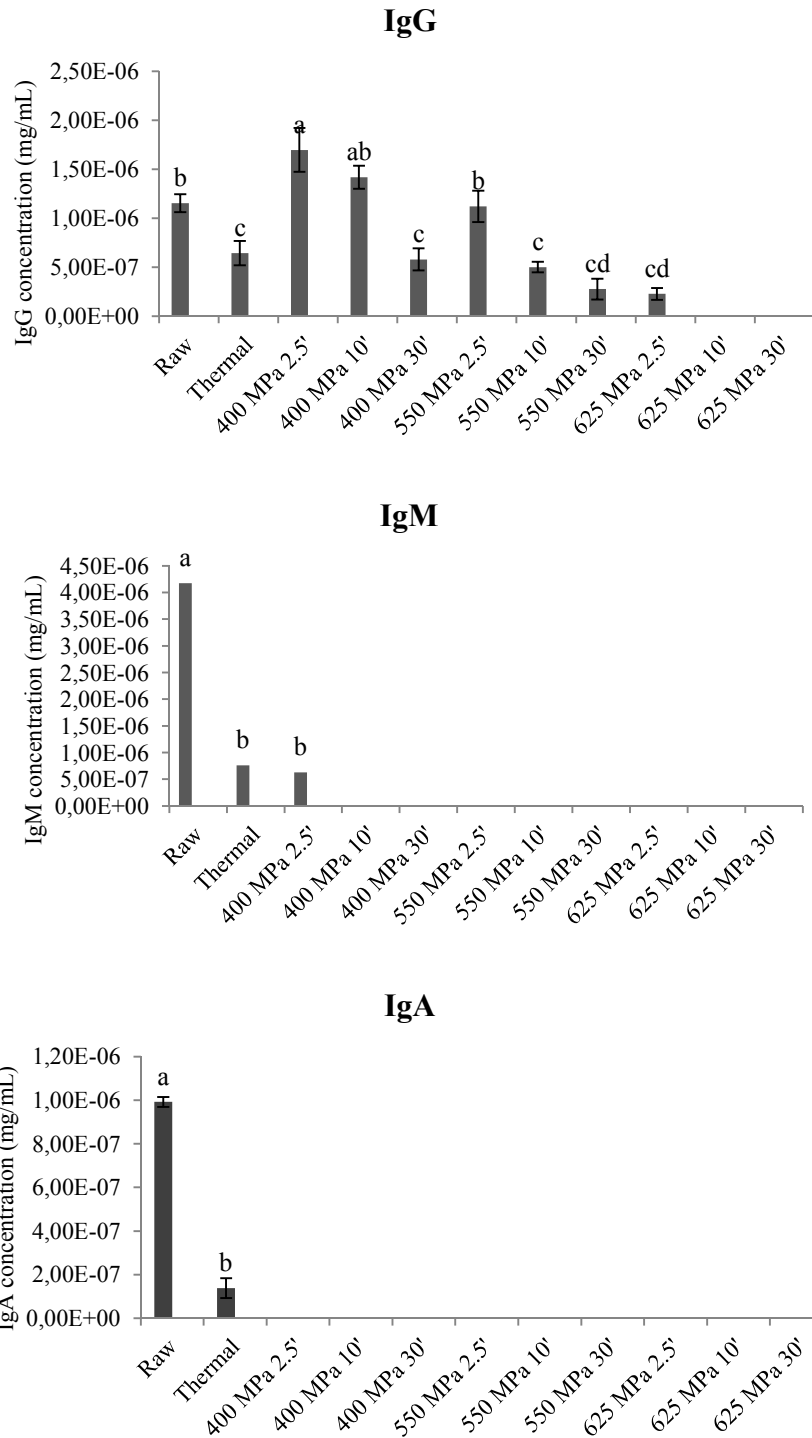 IgG
IgG concentration (mg/mL)
2,50E-06
2,00E-06
1,50E-06
1,00E-06
5,00E-07
0,00E+00
b
c
a
ab
c
b
c
cd
cd
Raw
Thermal
400 MPa 2.5'
400 MPa 10'
400 MPa 30'
550 MPa 2.5'
550 MPa 10'
550 MPa 30'
625 MPa 2.5'
625 MPa 10'
625 MPa 30'
IgM
IgM concentration (mg/mL)
4,50E-06
4,00E-06
3,50E-06
3,00E-06
2,50E-06
2,00E-06
1,50E-06
1,00E-06
5,00E-07
0,00E+00
a
b
b
Raw
Thermal
400 MPa 2.5'
400 MPa 10'
400 MPa 30'
550 MPa 2.5'
550 MPa 10'
550 MPa 30'
625 MPa 2.5'
625 MPa 10'
625 MPa 30'
IgA
IgA concentration (mg/mL)
1,20E-06
1,00E-06
8,00E-07
6,00E-07
4,00E-07
2,00E-07
0,00E+00
a
b
Raw
Thermal
400 MPa 2.5'
400 MPa 10'
400 MPa 30'
550 MPa 2.5'
550 MPa 10'
550 MPa 30'
625 MPa 2.5'
625 MPa 10'
625 MPa 30'